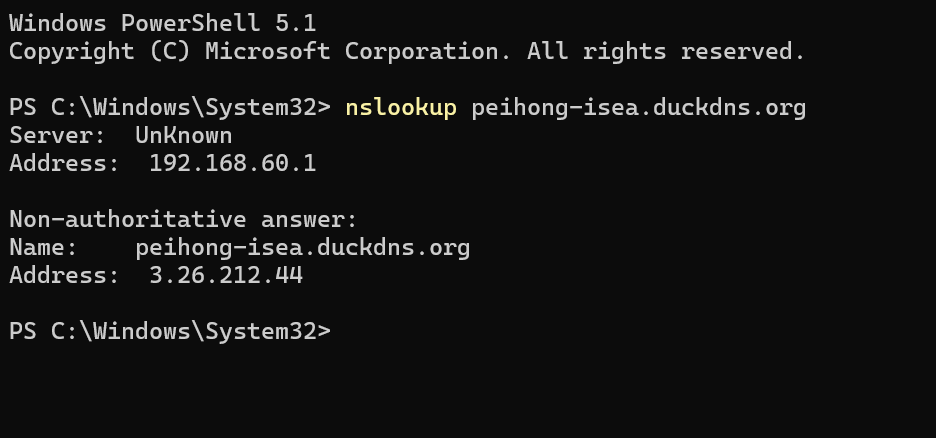 Windows PowerShell 5.1
Copyright (C) Microsoft Corporation. All rights reserved.
PS C:\Windows\System32> nslookup peihong-isea.duckdns.org
Server:  UnKnown
Address:  192.168.60.1
Non-authoritative answer:
Name:    peihong-isea.duckdns.org
Address:  3.26.212.44
PS C:\Windows\System32>